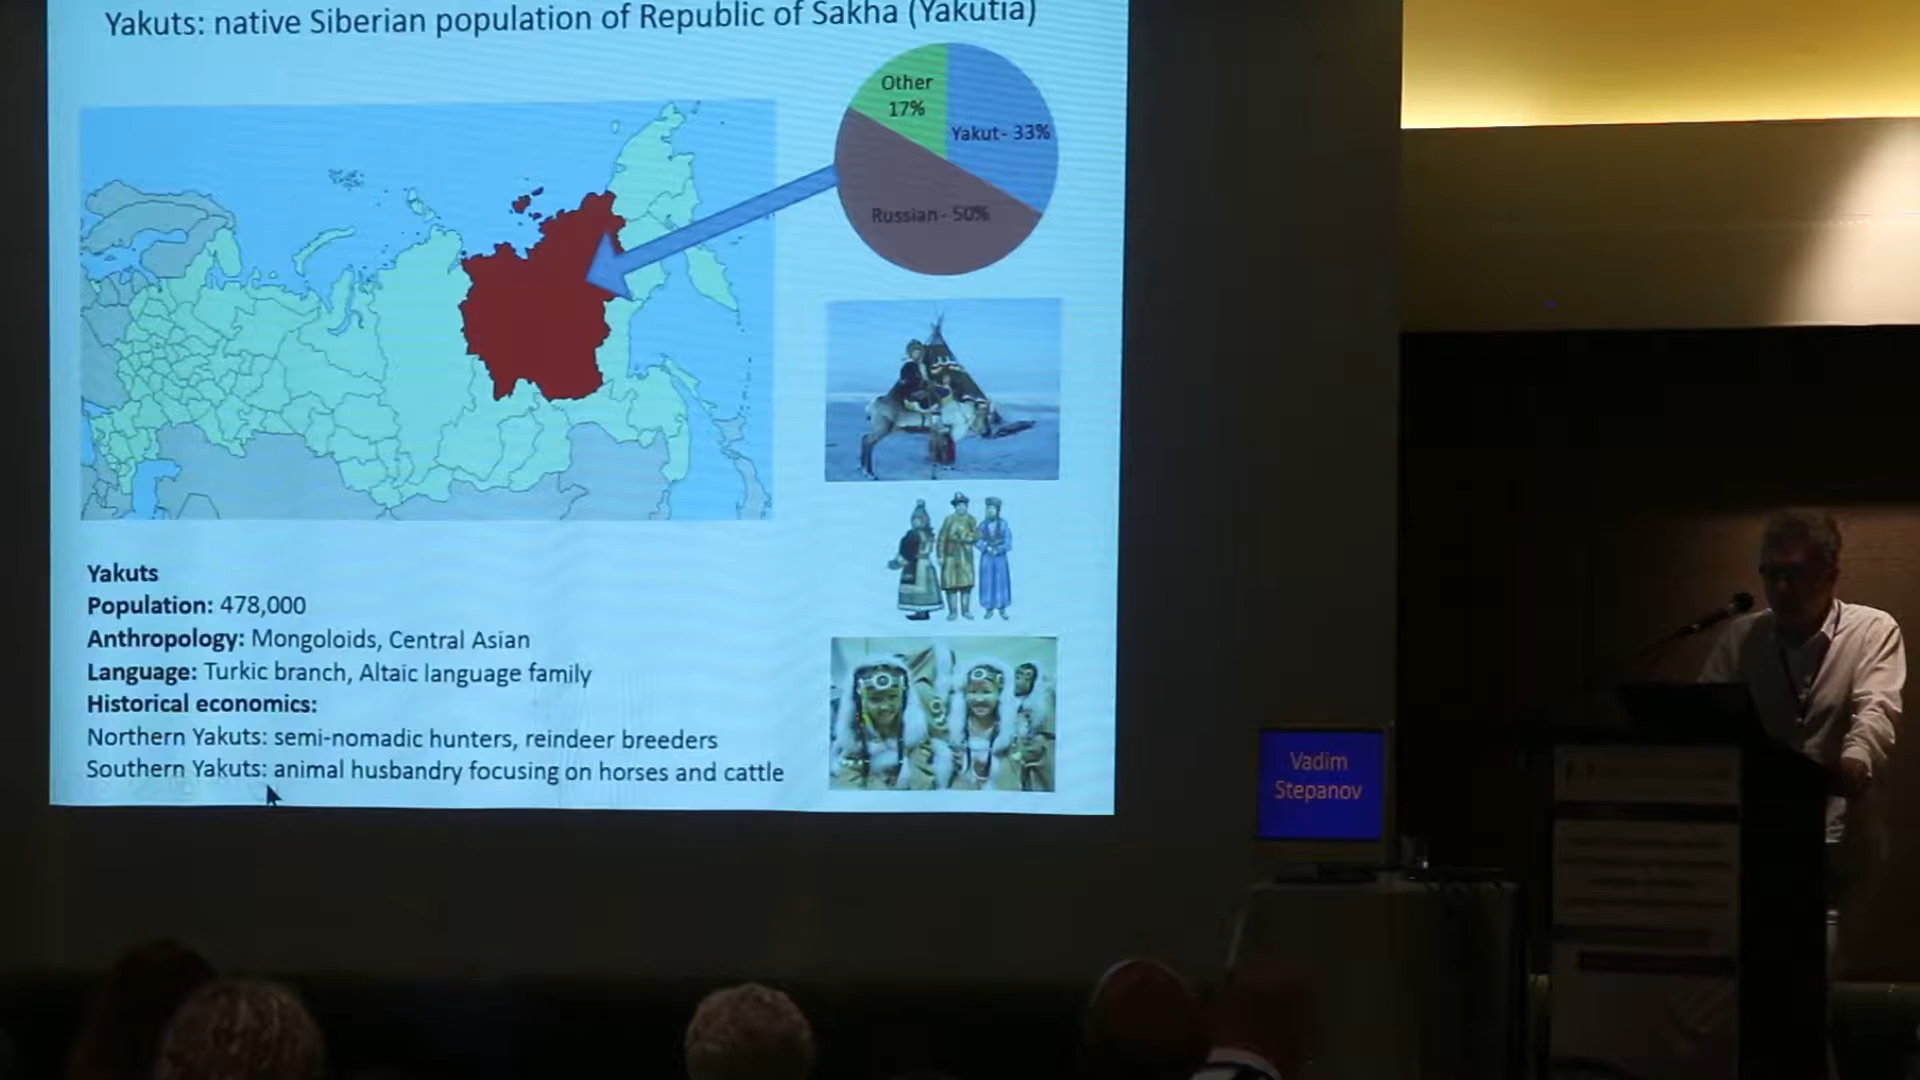 Yakuts: native Siberian population of Republic of Sakha (Yakutia)
Other
17%
Yakut- 33%
Russian- 50%
Yakuts
Population: 478,000
Anthropology: Mongoloids, Central Asian
Language: Turkic branch, Altaic language family
Historical economics:
Northern Yakuts: semi-nomadic hunters, reindeer breeders
Southern Yakuts: animal husbandry focusing on horses and cattle
Vadim
Stepanov